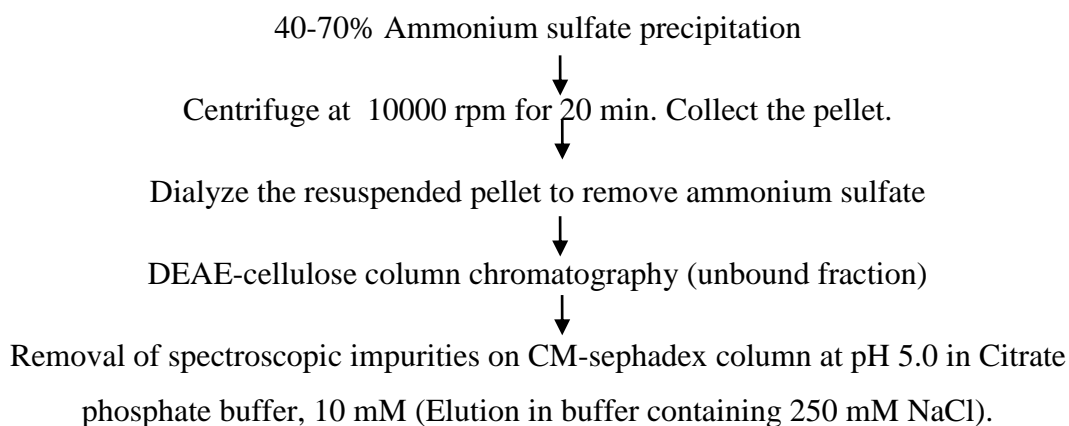 40-70% Ammonium sulfate precipitation
Centrifuge at 10000 rpm for 20 min. Collect the pellet.
Dialyze the resuspended pellet to remove ammonium sulfate
DEAE-cellulose column chromatography (unbound fraction)
Removal of spectroscopic impurities on CM-sephadex column at pH 5.0 in Citrate
phosphate buffer, 10 mM (Elution in buffer containing 250 mM NaCl).